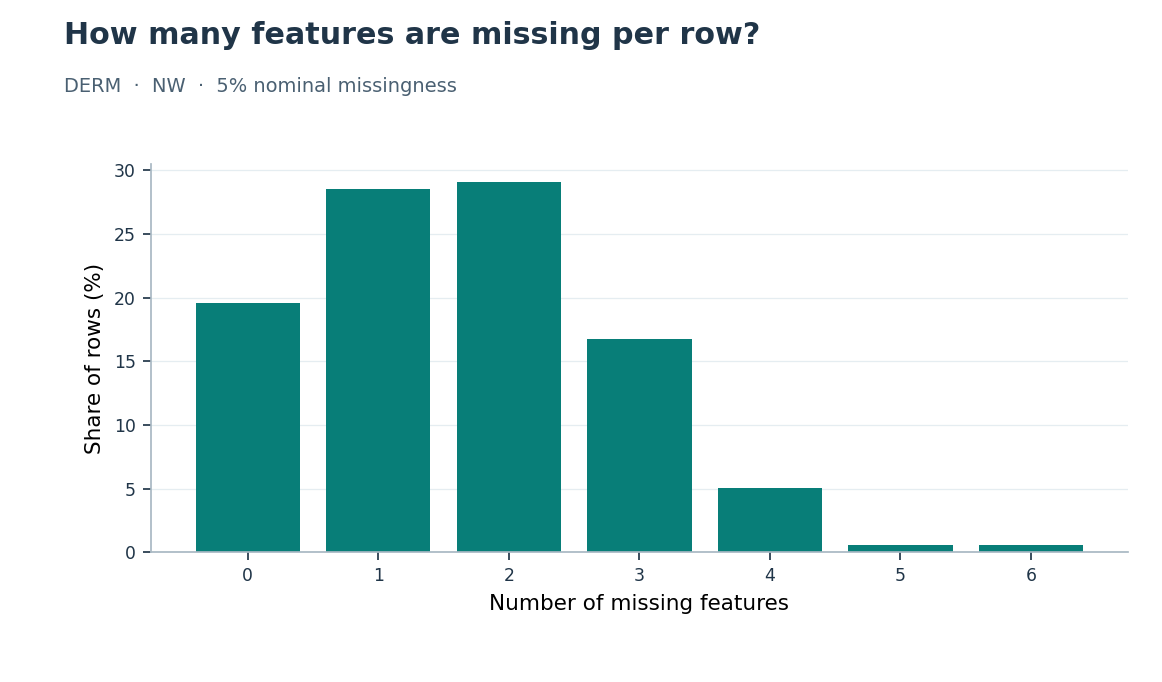 How many features are missing per row?
DERM · NW · 5% nominal missingness
30
25
20
15
10
5
0
Share of rows (%)
0 1 2 3 4 5 6
Number of missing features